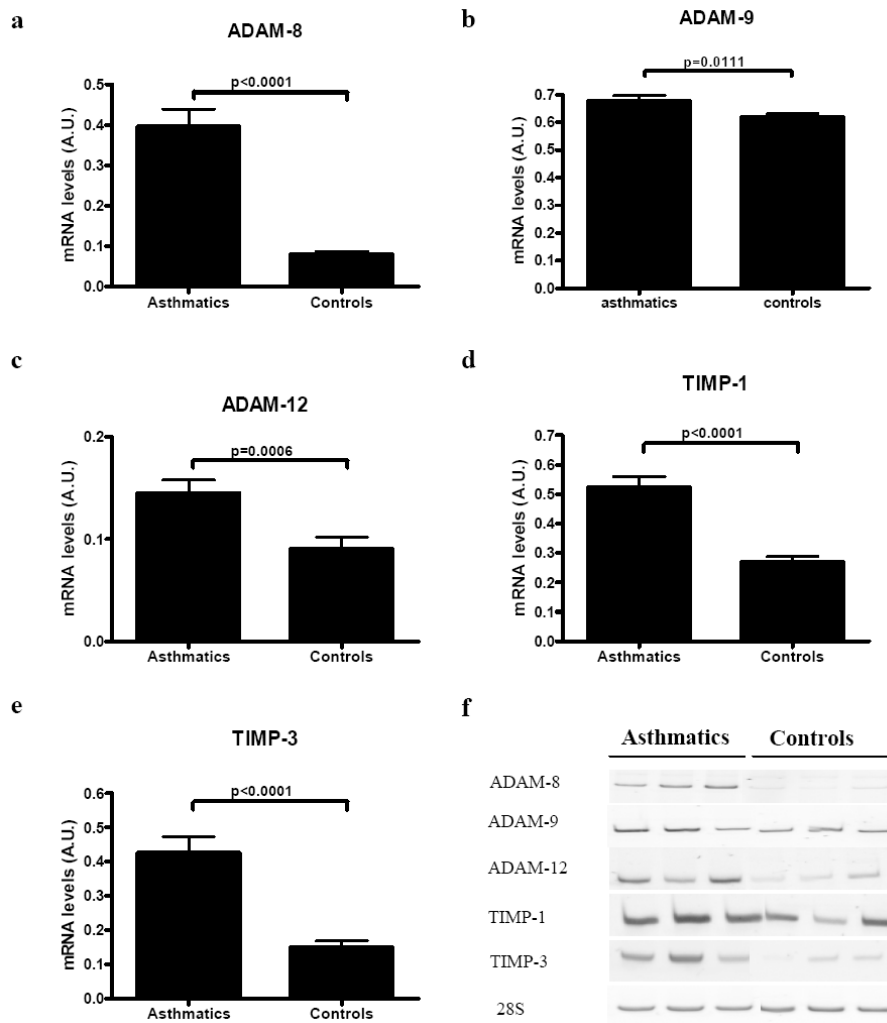 a
ADAM-8
p<0.0001
mRNA levels (A.U.)
0.5
0.4
0.3
0.2
0.1
0.0
Asthmatics Controls
b
ADAM-9
p=0.0111
mRNA levels (A.U.)
0.7
0.6
0.5
0.4
0.3
0.2
0.1
0.0
asthmatics controls
c
ADAM-12
p=0.0006
mRNA levels (A.U.)
0.2
0.1
0.0
Asthmatics Controls
d
TIMP-1
p<0.0001
mRNA levels (A.U.)
0.7
0.6
0.5
0.4
0.3
0.2
0.1
0.0
Asthmatics Controls
e
TIMP-3
p<0.0001
mRNA levels (A.U.)
0.6
0.5
0.4
0.3
0.2
0.1
0.0
Asthmatics Controls
f
Asthmatics Controls
ADAM-8
ADAM-9
ADAM-12
TIMP-1
TIMP-3
28S